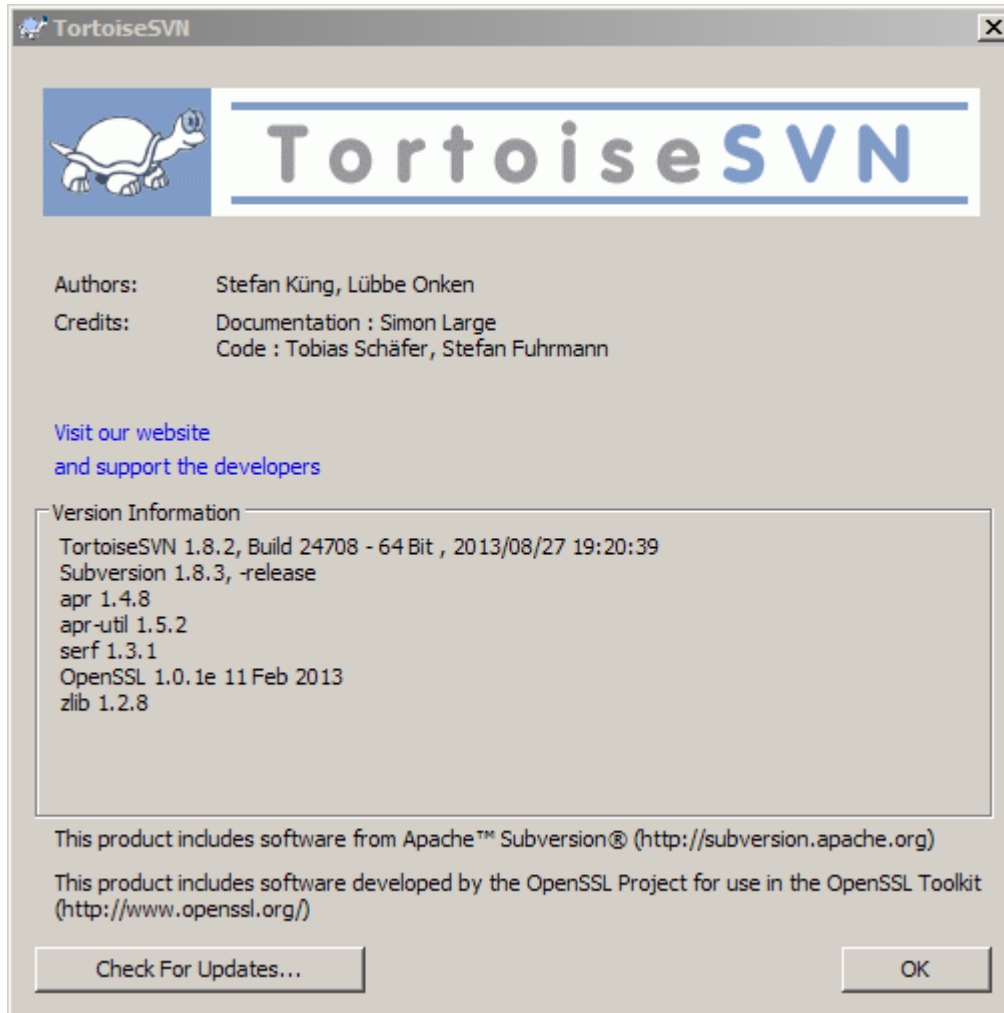 TortoiseSVN
TortoiseSVN
Authors: Stefan Küng, Lübbe Onken
Credits: Documentation : Simon Large
Code : Tobias Schäfer, Stefan Fuhrmann
Visit our website
and support the developers
Version Information
TortoiseSVN 1.8.2, Build 24708 - 64 Bit , 2013/08/27 19:20:39
Subversion 1.8.3, -release
apr 1.4.8
apr-util 1.5.2
serf 1.3.1
OpenSSL 1.0.1e 11 Feb 2013
zlib 1.2.8
This product includes software from Apache™ Subversion® (http://subversion.apache.org)
This product includes software developed by the OpenSSL Project for use in the OpenSSL Toolkit
(http://www.openssl.org/)
Check For Updates... OK